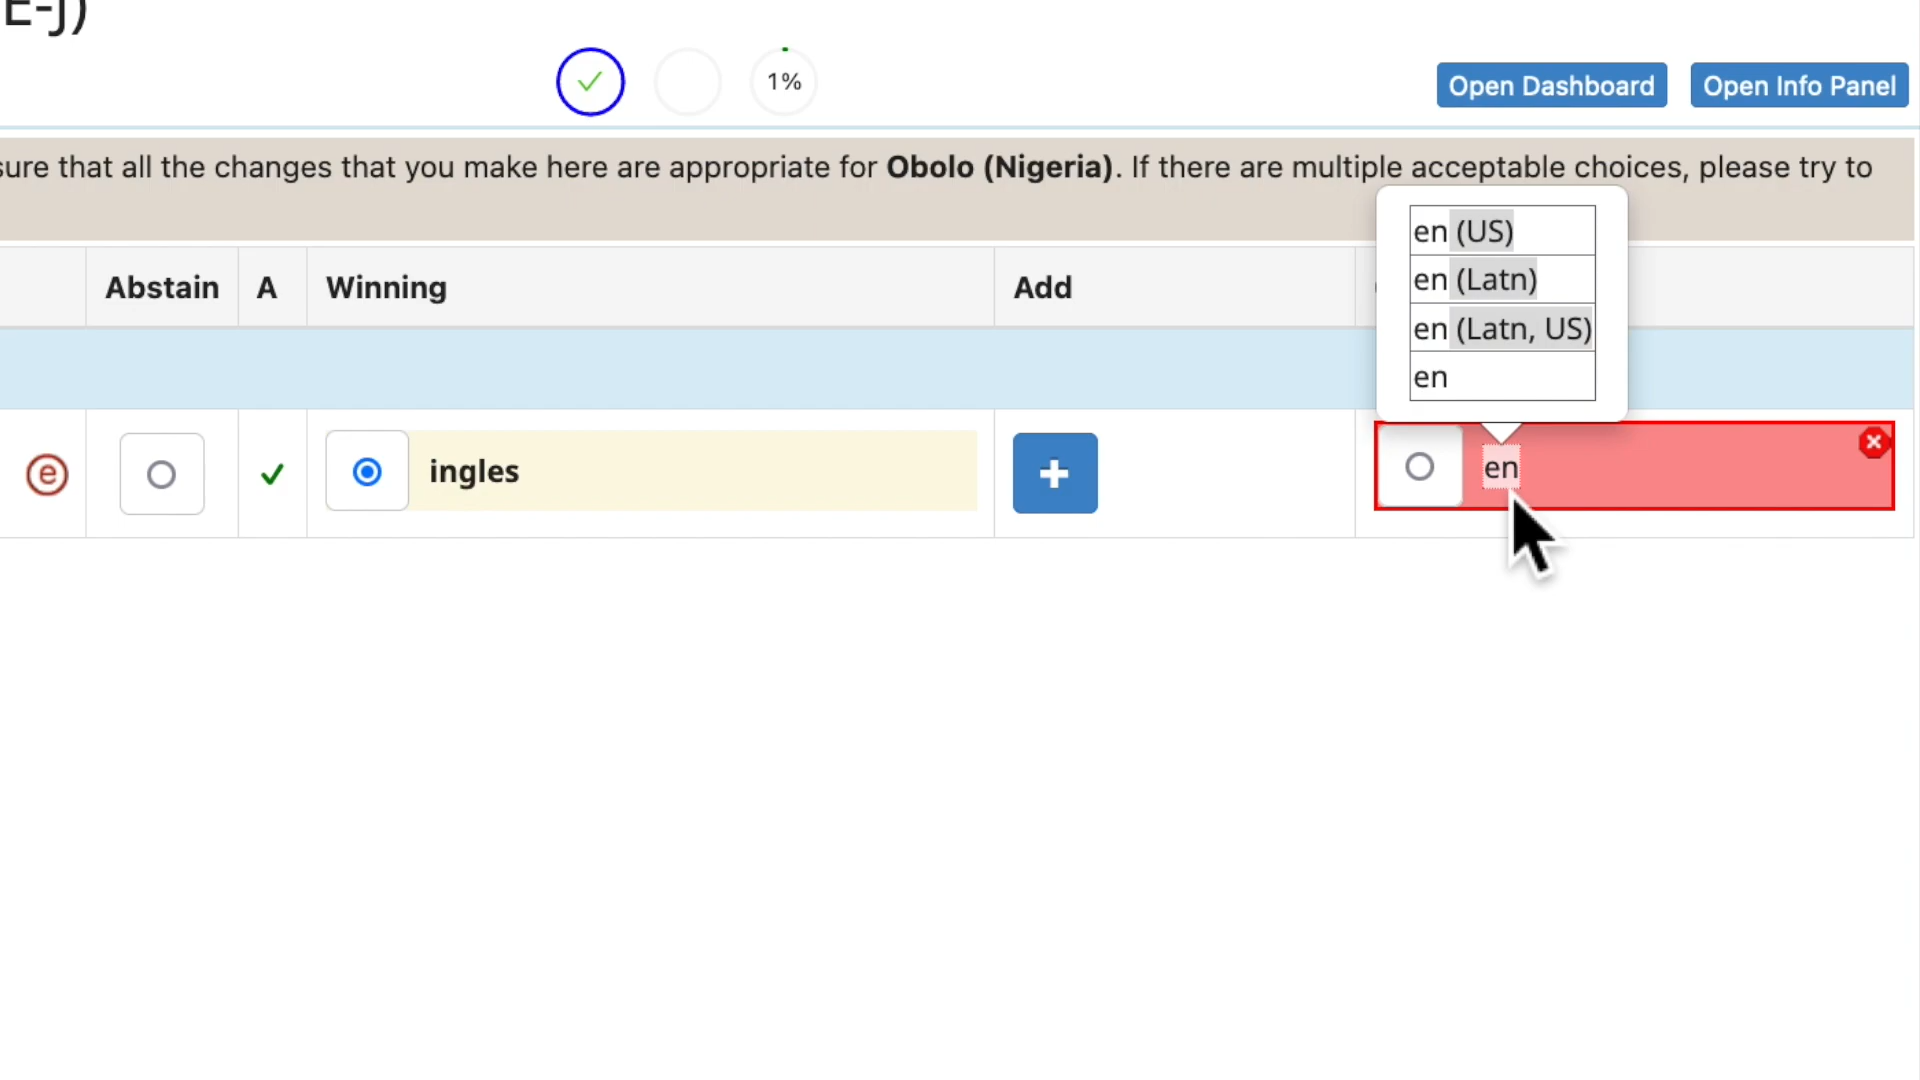 E-J)
1%
Open Dashboard
Open Info Panel
sure that all the changes that you make here are appropriate for Obolo (Nigeria). If there are multiple acceptable choices, please try to
en (US)
en (Latn)
en (Latn, US)
en
Abstain
A
Winning
Add
e
ingles
en